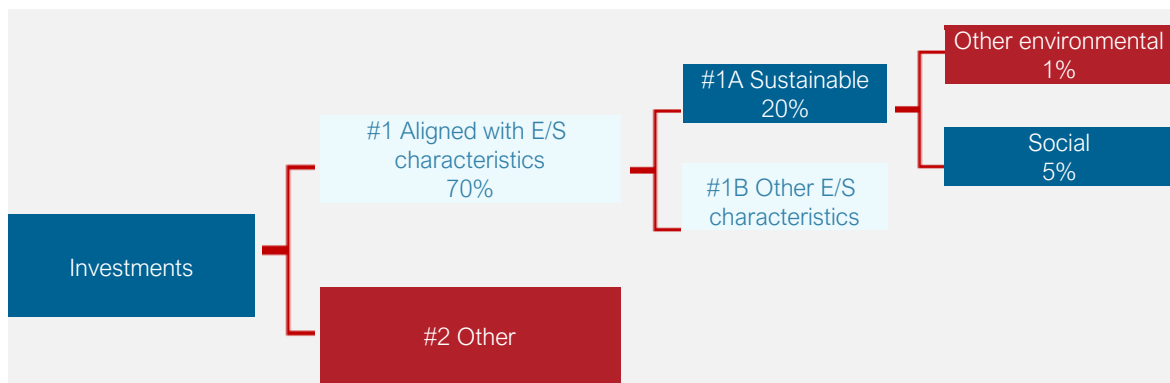 Investments
#1 Aligned with E/S
characteristics
70%
#2 Other
#1A Sustainable
20%
#1B Other E/S
characteristics
Other environmental
1%
Social
5%